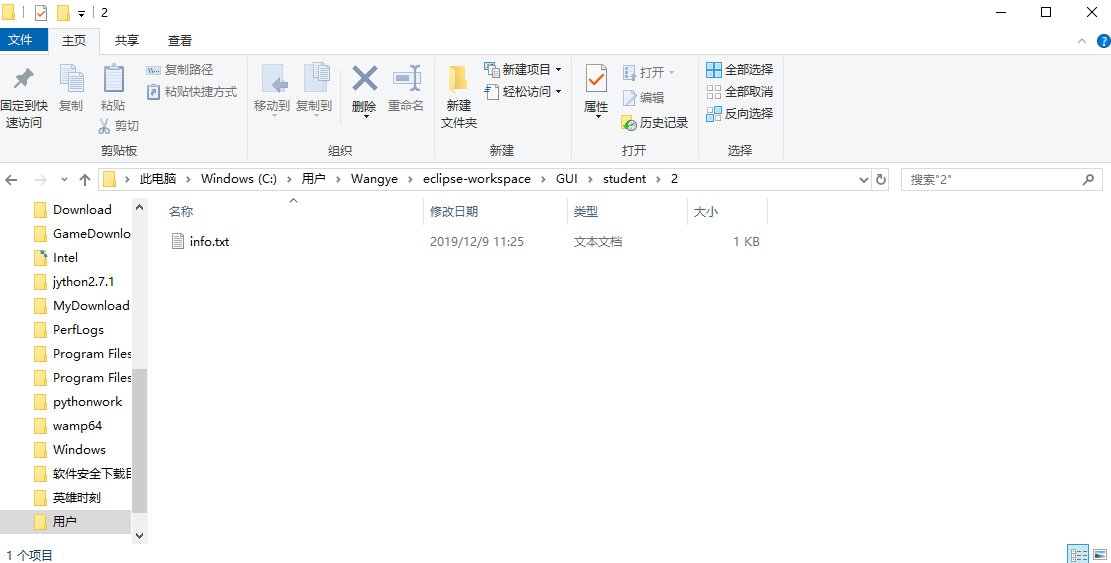 2
文件 主页 共享 查看
固定到快速访问
复制
粘贴
复制路径
粘贴快捷方式
剪切
剪贴板
移动到
复制到
删除
重命名
组织
新建文件夹
新建项目
轻松访问
新建
属性
打开
编辑
历史记录
打开
全部选择
全部取消
反向选择
选择
此电脑 Windows (C:) 用户 Wangye eclipse-workspace GUI student 2
搜索"2"
Download
GameDownlo
Intel
jython2.7.1
MyDownload
PerfLogs
Program Files
Program Files
pythonwork
wamp64
Windows
软件安全下载目
英雄时刻
用户
名称 修改日期 类型 大小
info.txt 2019/12/9 11:25 文本文档 1 KB
1 个项目